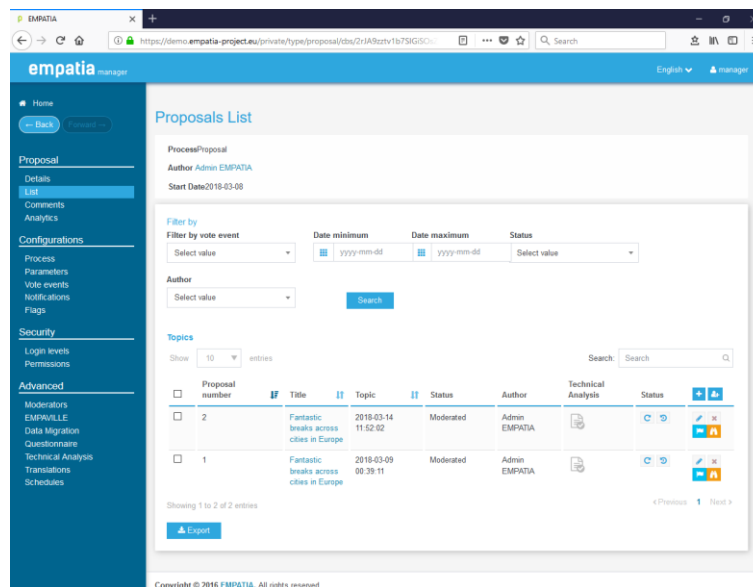 EMPATIA
https://demo.empatia-project.eu/private/type/proposal/cbs/
Search
empatia manager
English
manager
Home
← Back
Forward →
Proposal
Details
List
Comments
Analytics
Configurations
Process
Parameters
Vote events
Notifications
Flags
Security
Login levels
Permissions
Advanced
Moderators
EMPAVILLE
Data Migration
Questionnaire
Technical Analysis
Translations
Schedules
Proposals List
ProcessProposal
Author Admin EMPATIA
Start Date2018-03-08
Filter by
Filter by vote event Date minimum Date maximum Status
Select value yyyy-mm-dd yyyy-mm-dd Select value
Author
Select value Search
Topics
Show 10 entries Search: Search
Proposal number Title Topic Status Author Technical Analysis Status
2 Fantastic breaks across cities in Europe 2018-03-14 11:52:02 Moderated Admin EMPATIA
1 Fantastic breaks across cities in Europe 2018-03-09 00:39:11 Moderated Admin EMPATIA
Showing 1 to 2 of 2 entries
«Previous 1 Next»
Export
Copyright © 2016 EMPATIA. All rights reserved